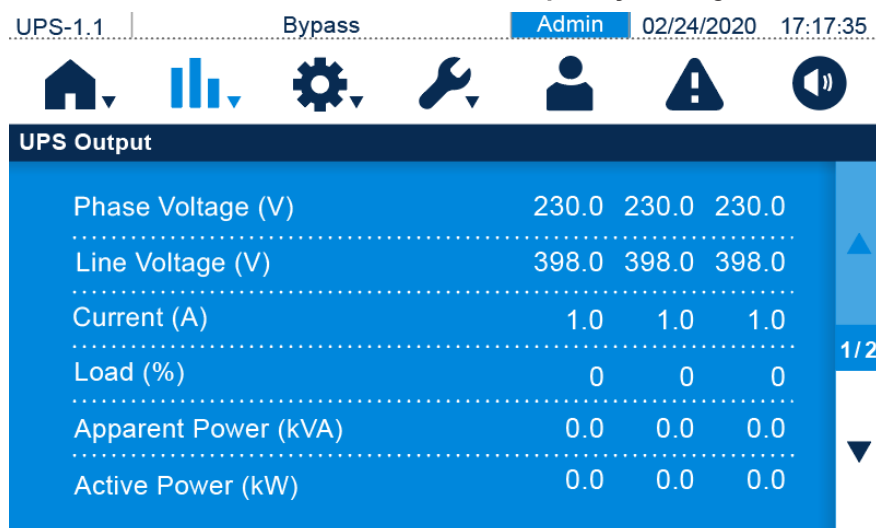 UPS-1.1 Bypass Admin 02/24/2020 17:17:35
UPS Output
Phase Voltage (V) 230.0 230.0 230.0
Line Voltage (V) 398.0 398.0 398.0
Current (A) 1.0 1.0 1.0
1/2
Load (%) 0 0 0
Apparent Power (kVA) 0.0 0.0 0.0
Active Power (kW) 0.0 0.0 0.0